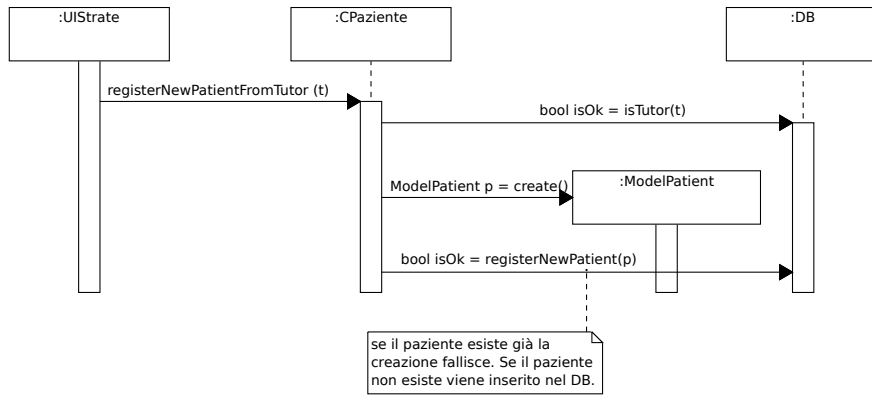 :UIStrate
:CPaziente
:DB
registerNewPatientFromTutor (t)
bool isOk = isTutor(t)
ModelPatient p = create()
:ModelPatient
bool isOk = registerNewPatient(p)
se il paziente esiste già la
creazione fallisce. Se il paziente
non esiste viene inserito nel DB.